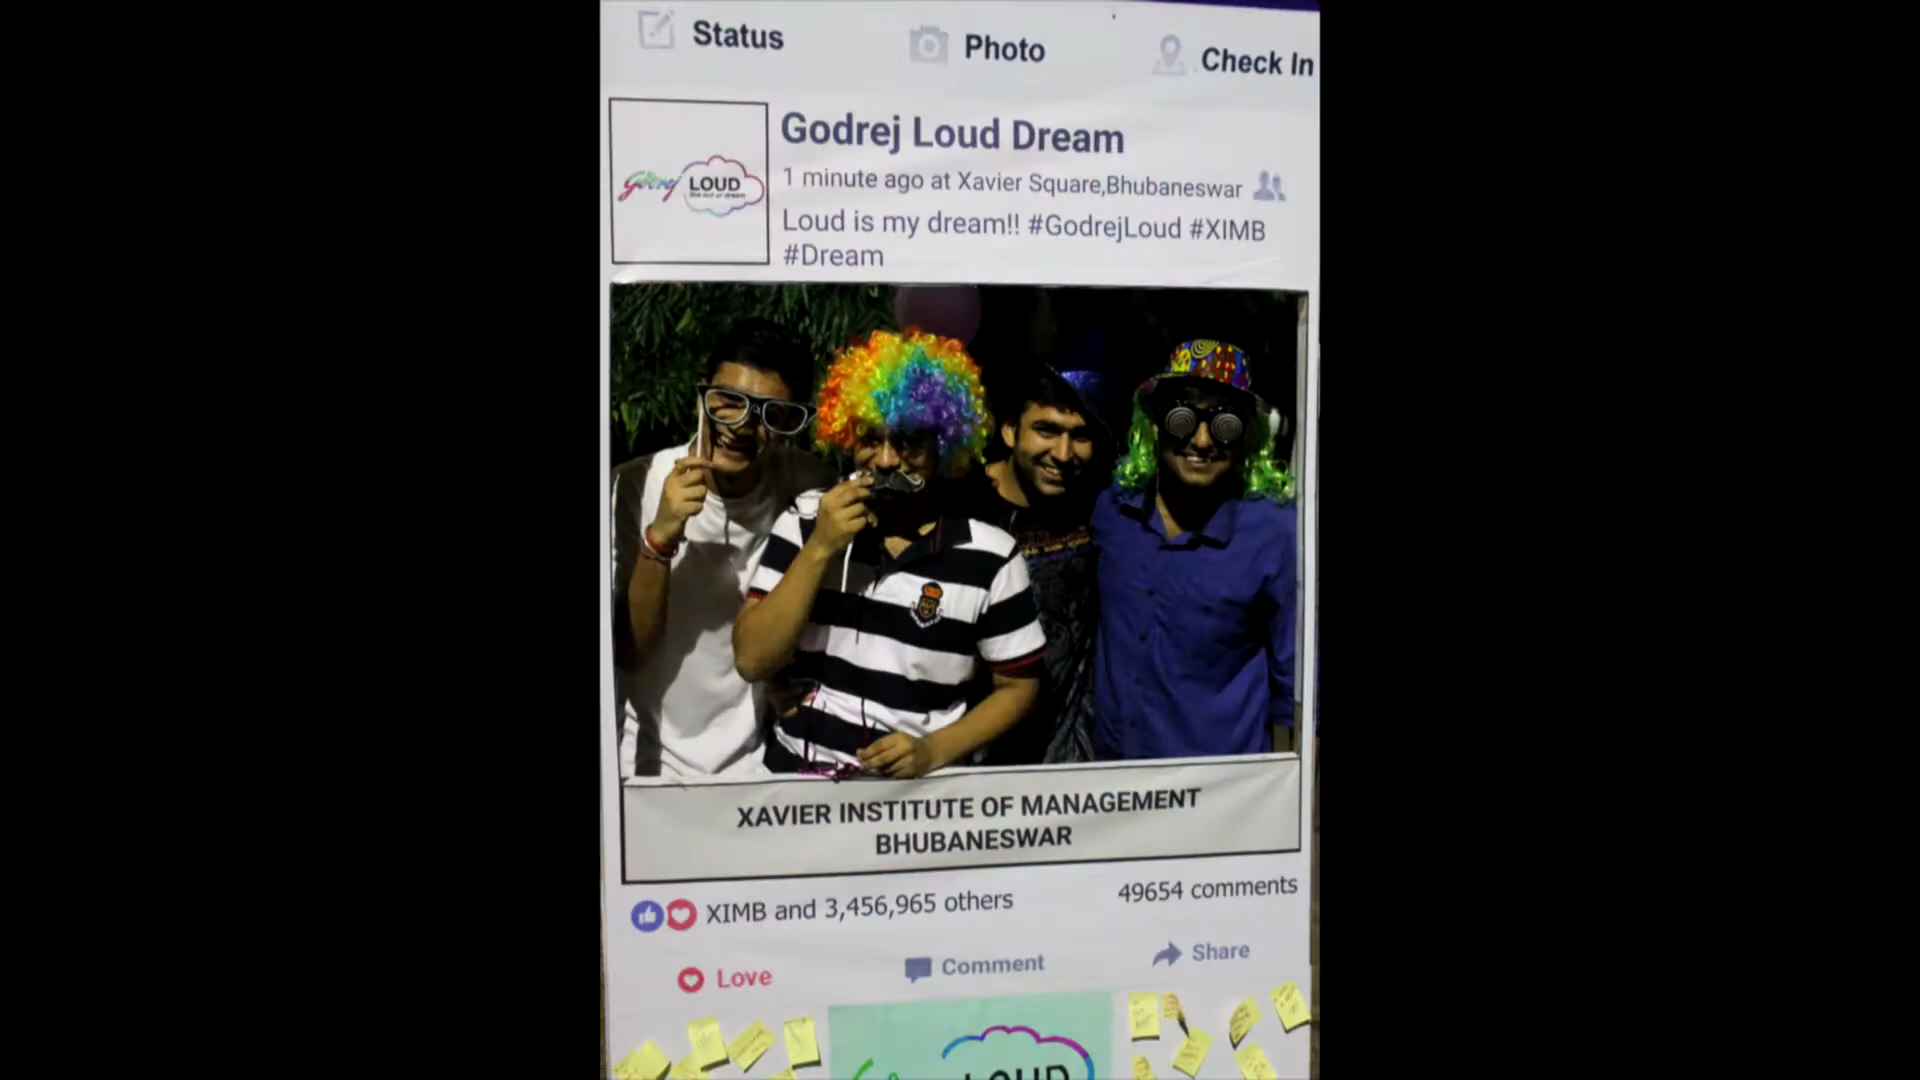 Status
Photo
Check In
Godrej Loud Dream
Godrej LOUD
1 minute ago at Xavier Square,Bhubaneswar
Loud is my dream!! #GodrejLoud #XIMB
#Dream
XAVIER INSTITUTE OF MANAGEMENT
BHUBANESWAR
XIMB and 3,456,965 others
49654 comments
Love
Comment
Share
LOUD